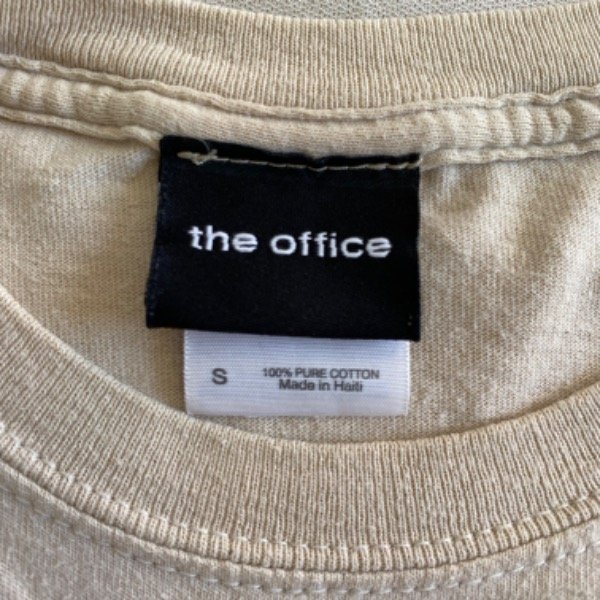 the office
S
100% PURE COTTON
Made in Haiti